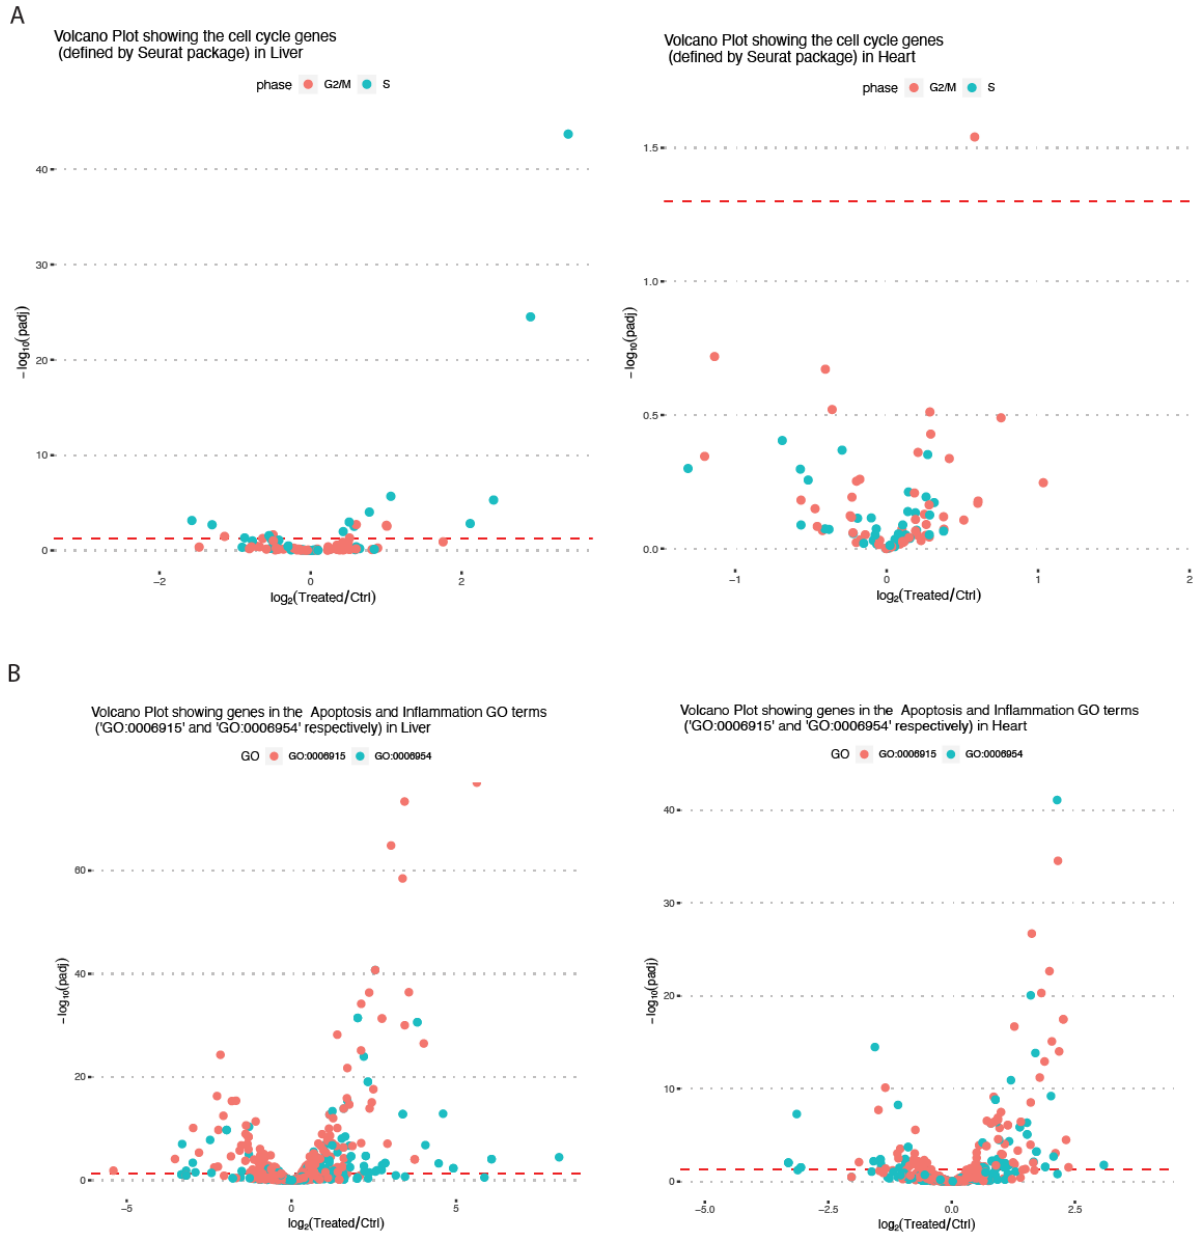 A
Volcano Plot showing the cell cycle genes
(defined by Seurat package) in Liver
phase G2/M S
40
30
20
10
0
−log10(padj)
−2 0 2
log2(Treated/Ctrl)
Volcano Plot showing the cell cycle genes
(defined by Seurat package) in Heart
phase G2/M S
1.5
1.0
0.5
0.0
−log10(padj)
−1 0 1 2
log2(Treated/Ctrl)
B
Volcano Plot showing genes in the Apoptosis and Inflammation GO terms
('GO:0006915' and 'GO:0006954' respectively) in Liver
GO GO:0006915 GO:0006954
60
40
20
0
−log10(padj)
−5 0 5
log2(Treated/Ctrl)
Volcano Plot showing genes in the Apoptosis and Inflammation GO terms
('GO:0006915' and 'GO:0006954' respectively) in Heart
GO GO:0006915 GO:0006954
40
30
20
10
0
−log10(padj)
−5.0 −2.5 0.0 2.5
log2(Treated/Ctrl)